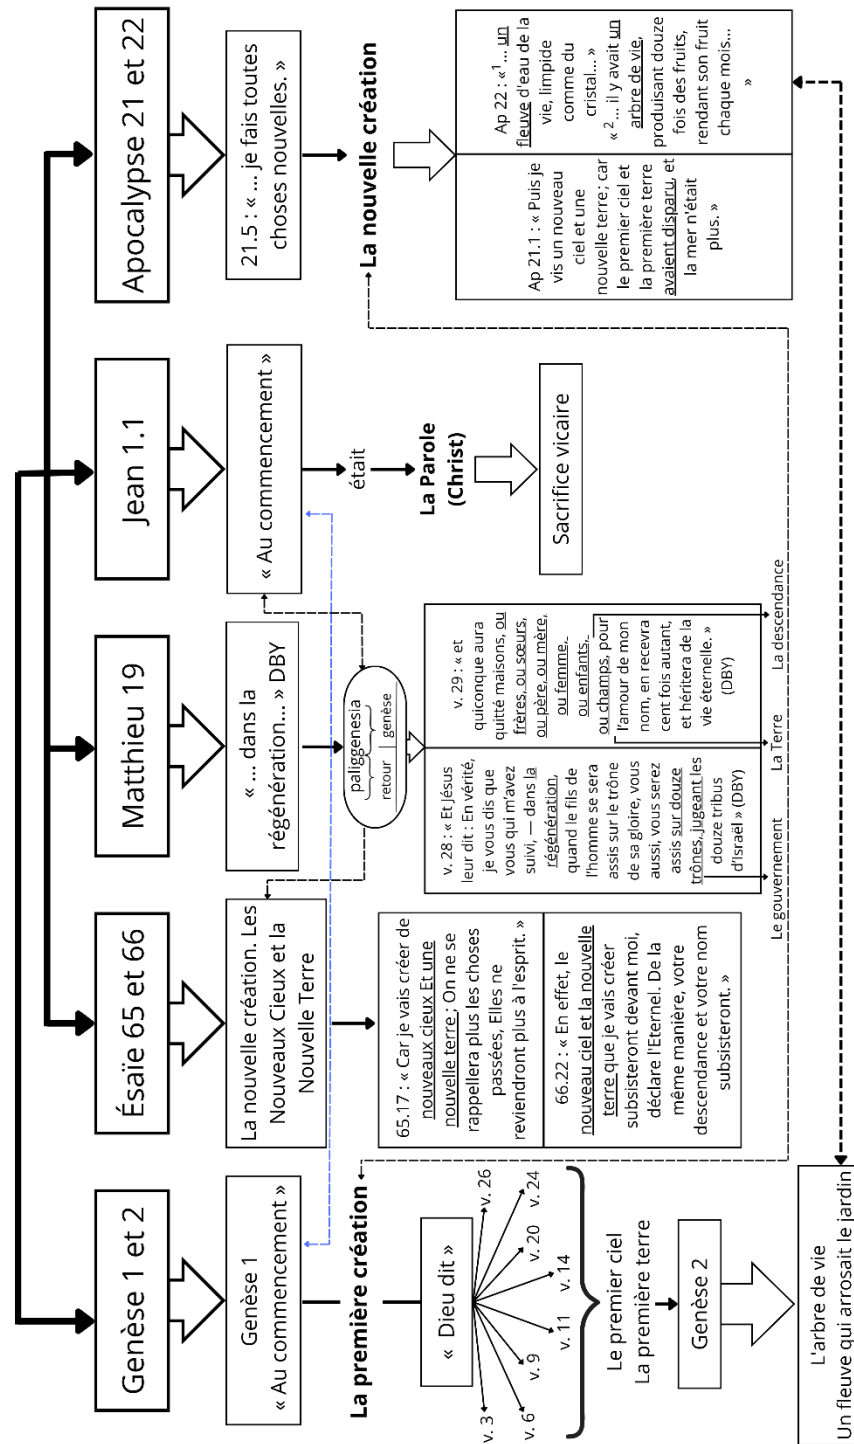 Genèse 1 et 2
Genèse 1
« Au commencement »
La première création
« Dieu dit »
v. 3
v. 6
v. 9
v. 11
v. 14
v. 20
v. 24
v. 26
Le premier ciel
La première terre
Genèse 2
L'arbre de vie
Un fleuve qui arrosait le jardin
Ésaïe 65 et 66
La nouvelle création. Les
Nouveaux Cieux et la
Nouvelle Terre
65.17 : « Car je vais créer de
nouveaux cieux Et une
nouvelle terre ; On ne se
rappellera plus les choses
passées, Elles ne
reviendront plus à l'esprit. »
66.22 : « En effet, le
nouveau ciel et la nouvelle
terre que je vais créer
subsisteront devant moi,
déclare l'Eternel. De la
même manière, votre
descendance et votre nom
subsisteront. »
Matthieu 19
« ... dans la
régénération... » DBY
paliggenesia
retour
genèse
v. 28 : « Et Jésus
leur dit : En vérité,
je vous dis que
vous qui m'avez
suivi, — dans la
régénération,
quand le fils de
l'homme se sera
assis sur le trône
de sa gloire, vous
aussi, vous serez
assis sur douze
trônes, jugeant les
douze tribus
d'Israël » (DBY)
v. 29 : « et
quiconque aura
quitté maisons, ou
frères, ou sœurs,
ou père, ou mère,
ou femme,
ou enfants,
ou champs, pour
l'amour de mon
nom, en recevra
cent fois autant,
et héritera de la
vie éternelle. »
(DBY)
Le gouvernement
La Terre
La descendance
Jean 1.1
« Au commencement »
était
La Parole
(Christ)
Sacrifice vicaire
Apocalypse 21 et 22
21.5 : « ... je fais toutes
choses nouvelles. »
La nouvelle création
Ap 21.1 : « Puis je
vis un nouveau
ciel et une
nouvelle terre ; car
le premier ciel et
la première terre
avaient disparu, et
la mer n'était
plus. »
Ap 22 : «1... un
fleuve d'eau de la
vie, limpide
comme du
cristal... »
« 2 ... il y avait un
arbre de vie,
produisant douze
fois des fruits,
rendant son fruit
chaque mois...
»